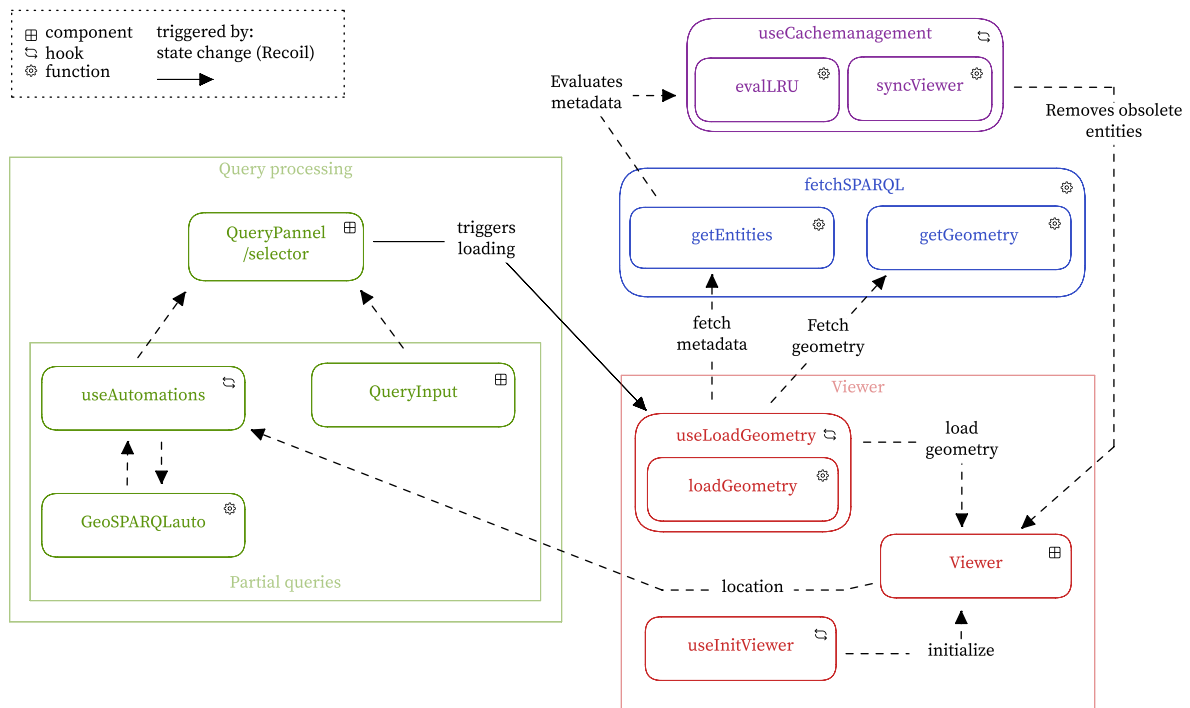 component
hook
function
triggered by:
state change (Recoil)
useCachemanagement
evalLRU
syncViewer
Evaluates
metadata
Removes obsolete
entities
Query processing
QueryPannel
/selector
triggers
loading
fetchSPARQL
getEntities
getGeometry
fetch
metadata
Fetch
geometry
useAutomations
QueryInput
GeoSPARQLauto
Partial queries
Viewer
useLoadGeometry
loadGeometry
load
geometry
Viewer
location
useInitViewer
initialize